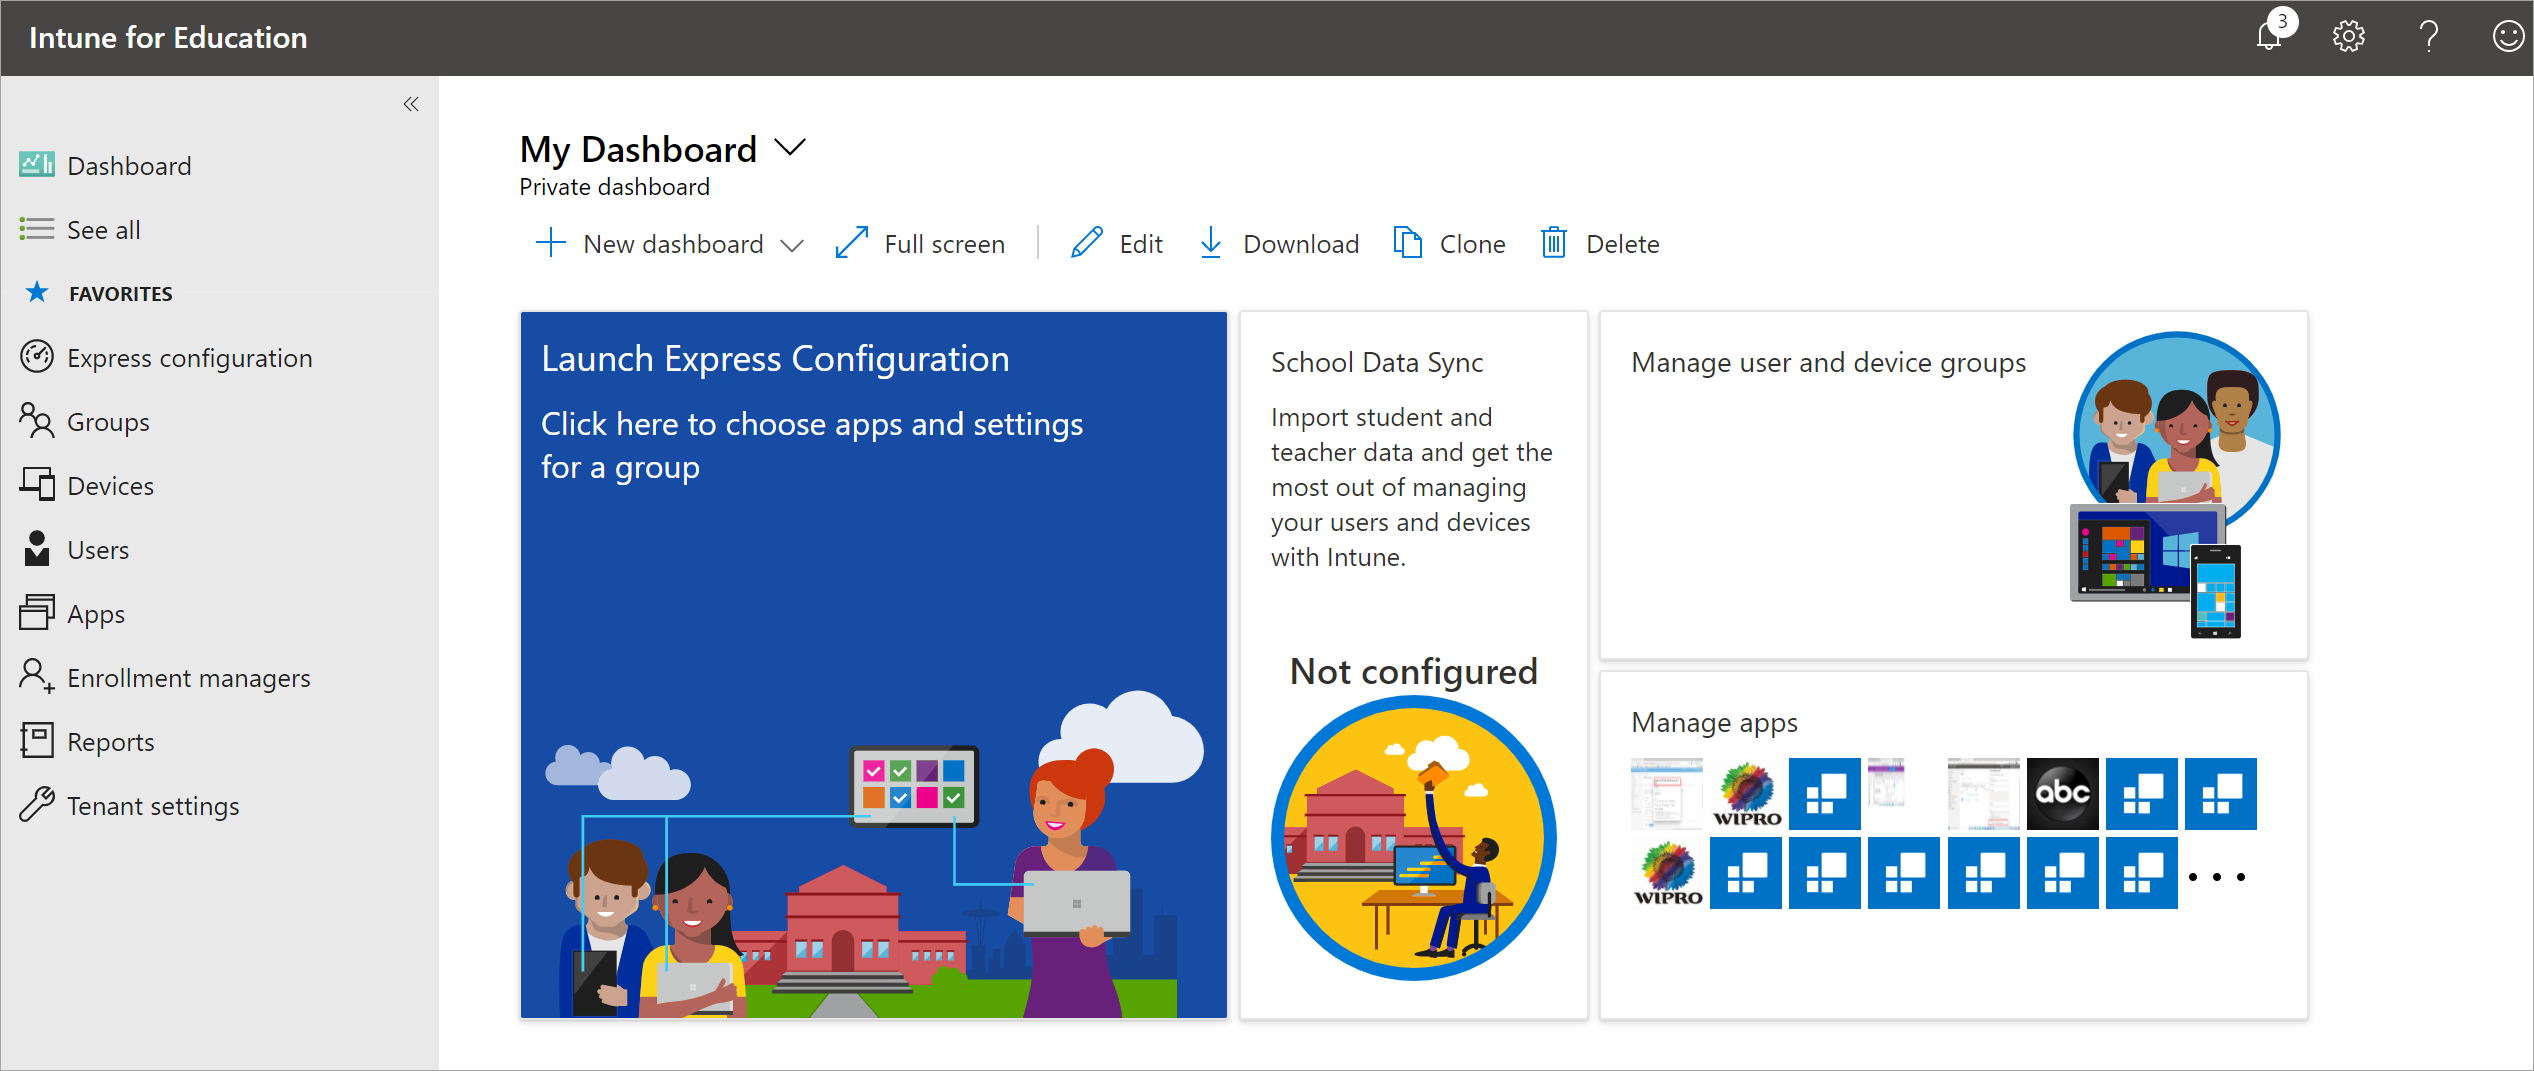 Intune for Education
3
Dashboard
See all
FAVORITES
Express configuration
Groups
Devices
Users
Apps
Enrollment managers
Reports
Tenant settings
My Dashboard
Private dashboard
New dashboard
Full screen
Edit
Download
Clone
Delete
Launch Express Configuration
Click here to choose apps and settings
for a group
School Data Sync
Import student and
teacher data and get the
most out of managing
your users and devices
with Intune.
Not configured
Manage user and device groups
Manage apps
WIPRO
abc
WIPRO